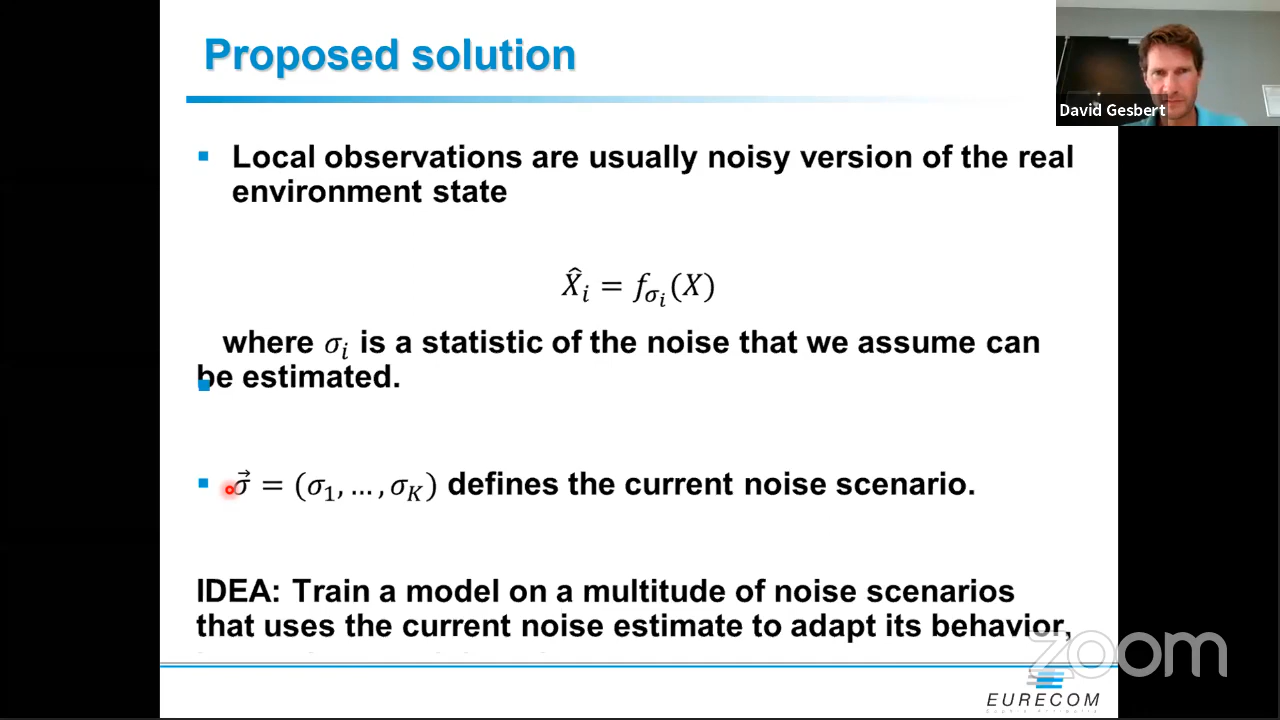 Proposed solution
David Gesbert
Local observations are usually noisy version of the real
environment state
X̂ᵢ = f_σᵢ(X)
where σᵢ is a statistic of the noise that we assume can
be estimated.
σ⃗ = (σ₁, … , σ_K) defines the current noise scenario.
IDEA: Train a model on a multitude of noise scenarios
that uses the current noise estimate to adapt its behavior,
zoom
EURECOM